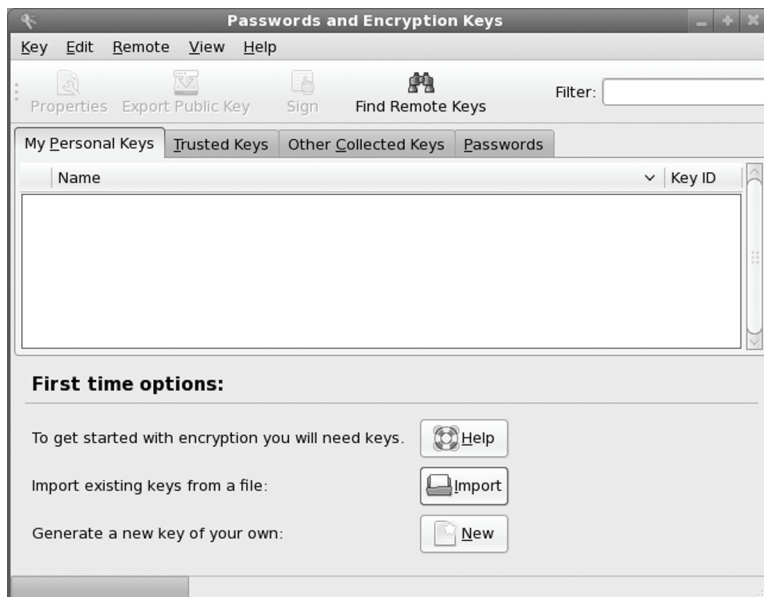 Passwords and Encryption Keys
Key Edit Remote View Help
Properties Export Public Key Sign Find Remote Keys Filter:
My Personal Keys Trusted Keys Other Collected Keys Passwords
Name Key ID
First time options:
To get started with encryption you will need keys. Help
Import existing keys from a file: Import
Generate a new key of your own: New